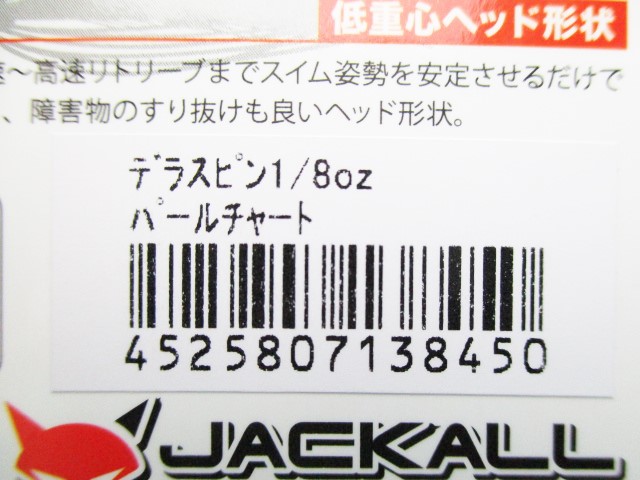 低重心ヘッド形状
速～高速リトリーブまでスイム姿勢を安定させるだけで
、障害物のすり抜けも良いヘッド形状。
デラスピン1/8oz
パールチャート
4525807138450
JACKALL